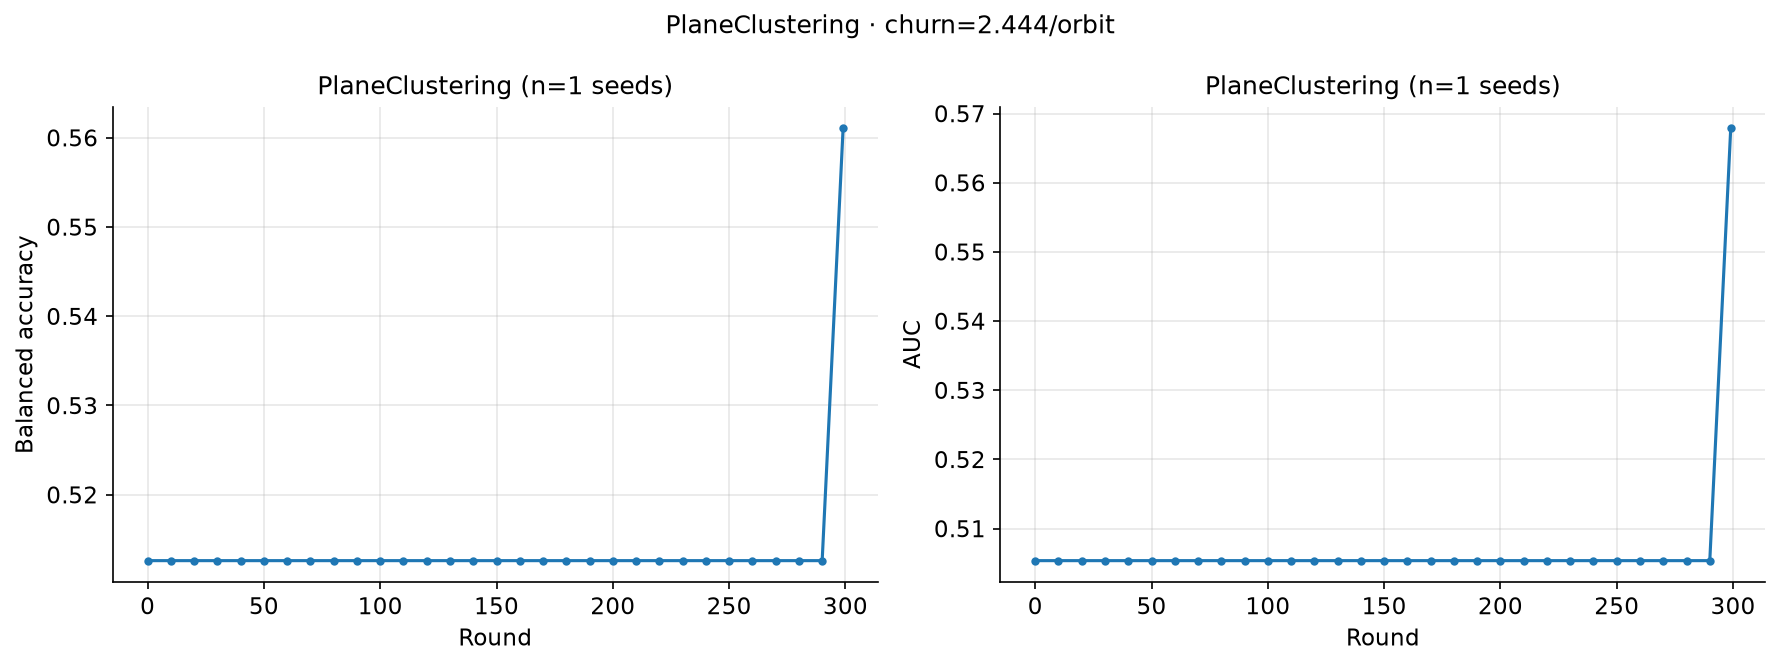 PlaneClustering · churn=2.444/orbit
PlaneClustering (n=1 seeds)
Balanced accuracy
0.56
0.55
0.54
0.53
0.52
0 50 100 150 200 250 300
Round
PlaneClustering (n=1 seeds)
AUC
0.57
0.56
0.55
0.54
0.53
0.52
0.51
0 50 100 150 200 250 300
Round